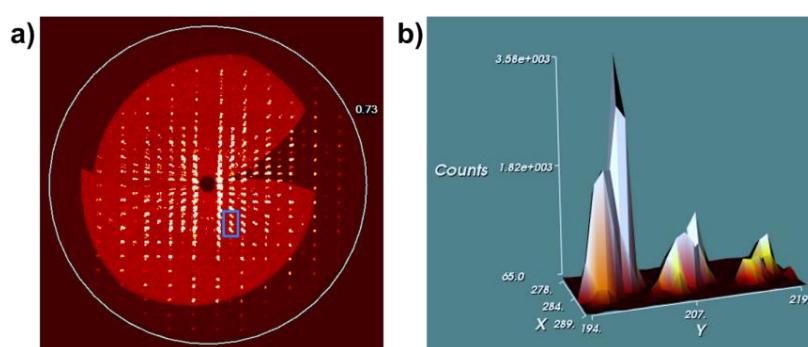 a)
0.73
b)
3.58e+003
Counts
1.82e+003
65.0
278.
284.
X
289.
194.
207.
Y
219